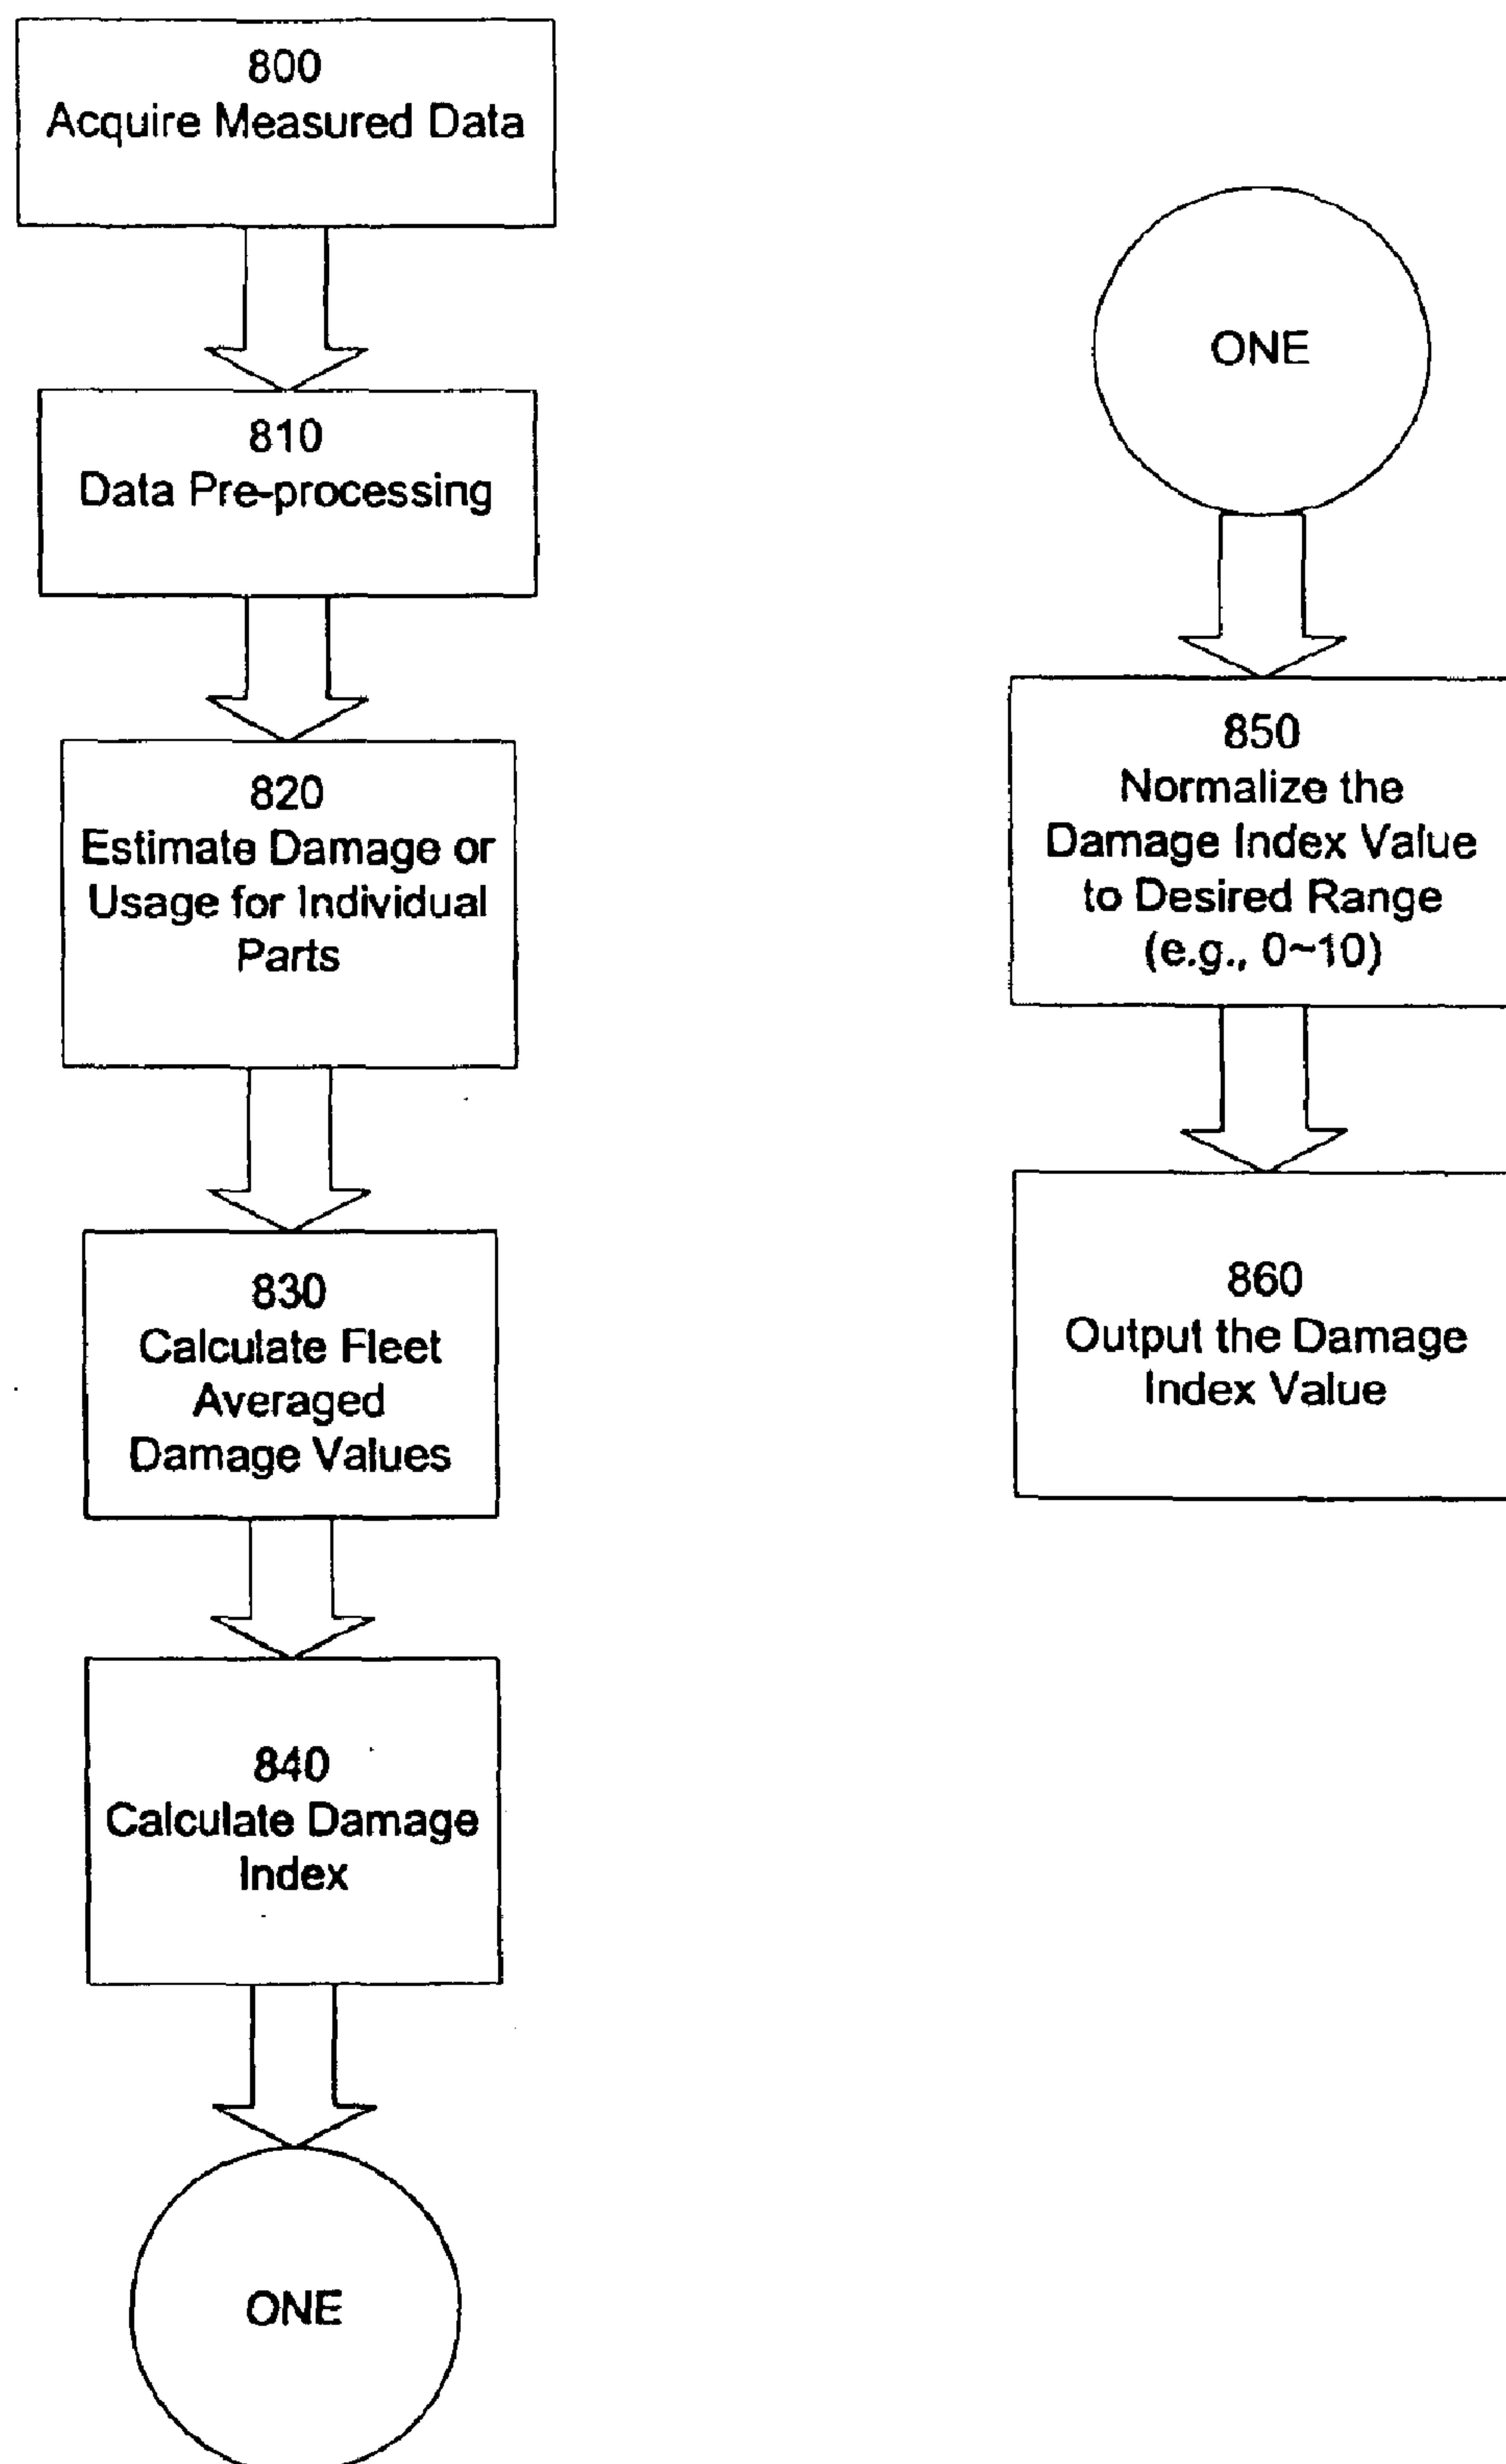 800
Acquire Measured Data
810
Data Pre-processing
820
Estimate Damage or
Usage for Individual
Parts
830
Calculate Fleet
Averaged
Damage Values
840
Calculate Damage
Index
ONE
ONE
850
Normalize the
Damage Index Value
to Desired Range
(e.g., 0~10)
860
Output the Damage
Index Value